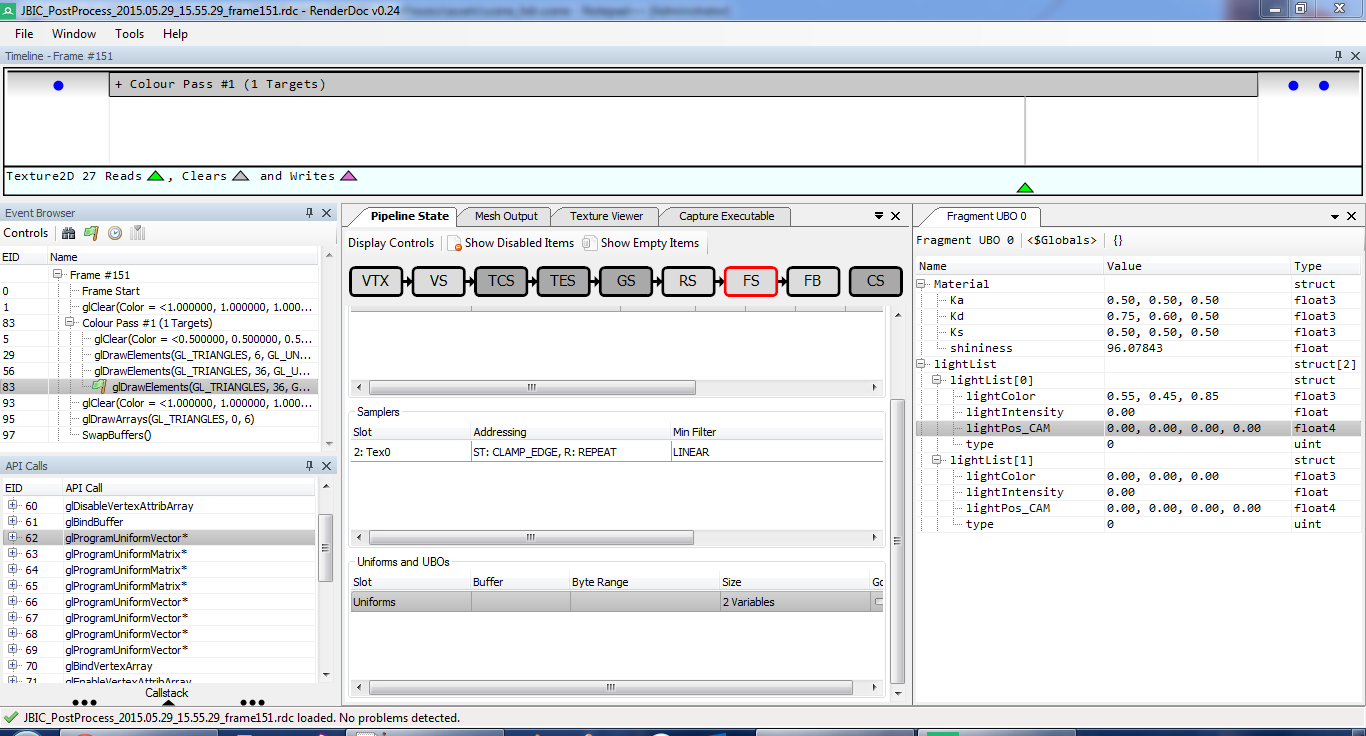 JBIC_PostProcess_2015.05.29_15.55.29_frame151.rdc - RenderDoc v0.24
File Window Tools Help
Timeline - Frame #151
+ Colour Pass #1 (1 Targets)
Texture2D 27 Reads , Clears and Writes
Event Browser
Controls
EID Name
Frame #151
0 Frame Start
1 glClear(Color = <1.000000, 1.000000, 1.000...
83 Colour Pass #1 (1 Targets)
5 glClear(Color = <0.500000, 0.500000, 0.5...
29 glDrawElements(GL_TRIANGLES, 6, GL_UN...
56 glDrawElements(GL_TRIANGLES, 36, GL_U...
83 glDrawElements(GL_TRIANGLES, 36, G...
93 glClear(Color = <1.000000, 1.000000, 1.000...
95 glDrawArrays(GL_TRIANGLES, 0, 6)
97 SwapBuffers()
API Calls
EID API Call
60 glDisableVertexAttribArray
61 glBindBuffer
62 glProgramUniformVector*
63 glProgramUniformMatrix*
64 glProgramUniformMatrix*
65 glProgramUniformMatrix*
66 glProgramUniformVector*
67 glProgramUniformVector*
68 glProgramUniformVector*
69 glProgramUniformVector*
70 glBindVertexArray
71 glEnableVertexAttribArray
Callstack
Pipeline State Mesh Output Texture Viewer Capture Executable
Display Controls Show Disabled Items Show Empty Items
VTX VS TCS TES GS RS FS FB CS
Samplers
Slot Addressing Min Filter
2: Tex0 ST: CLAMP_EDGE, R: REPEAT LINEAR
Uniforms and UBOs
Slot Buffer Byte Range Size Go
Uniforms 2 Variables
Fragment UBO 0
Fragment UBO 0 <$Globals> {}
Name Value Type
Material struct
Ka 0.50, 0.50, 0.50 float3
Kd 0.75, 0.60, 0.50 float3
Ks 0.50, 0.50, 0.50 float3
shininess 96.07843 float
lightList struct[2]
lightList[0] struct
lightColor 0.55, 0.45, 0.85 float3
lightIntensity 0.00 float
lightPos_CAM 0.00, 0.00, 0.00, 0.00 float4
type 0 uint
lightList[1] struct
lightColor 0.00, 0.00, 0.00 float3
lightIntensity 0.00 float
lightPos_CAM 0.00, 0.00, 0.00, 0.00 float4
type 0 uint
JBIC_PostProcess_2015.05.29_15.55.29_frame151.rdc loaded. No problems detected.